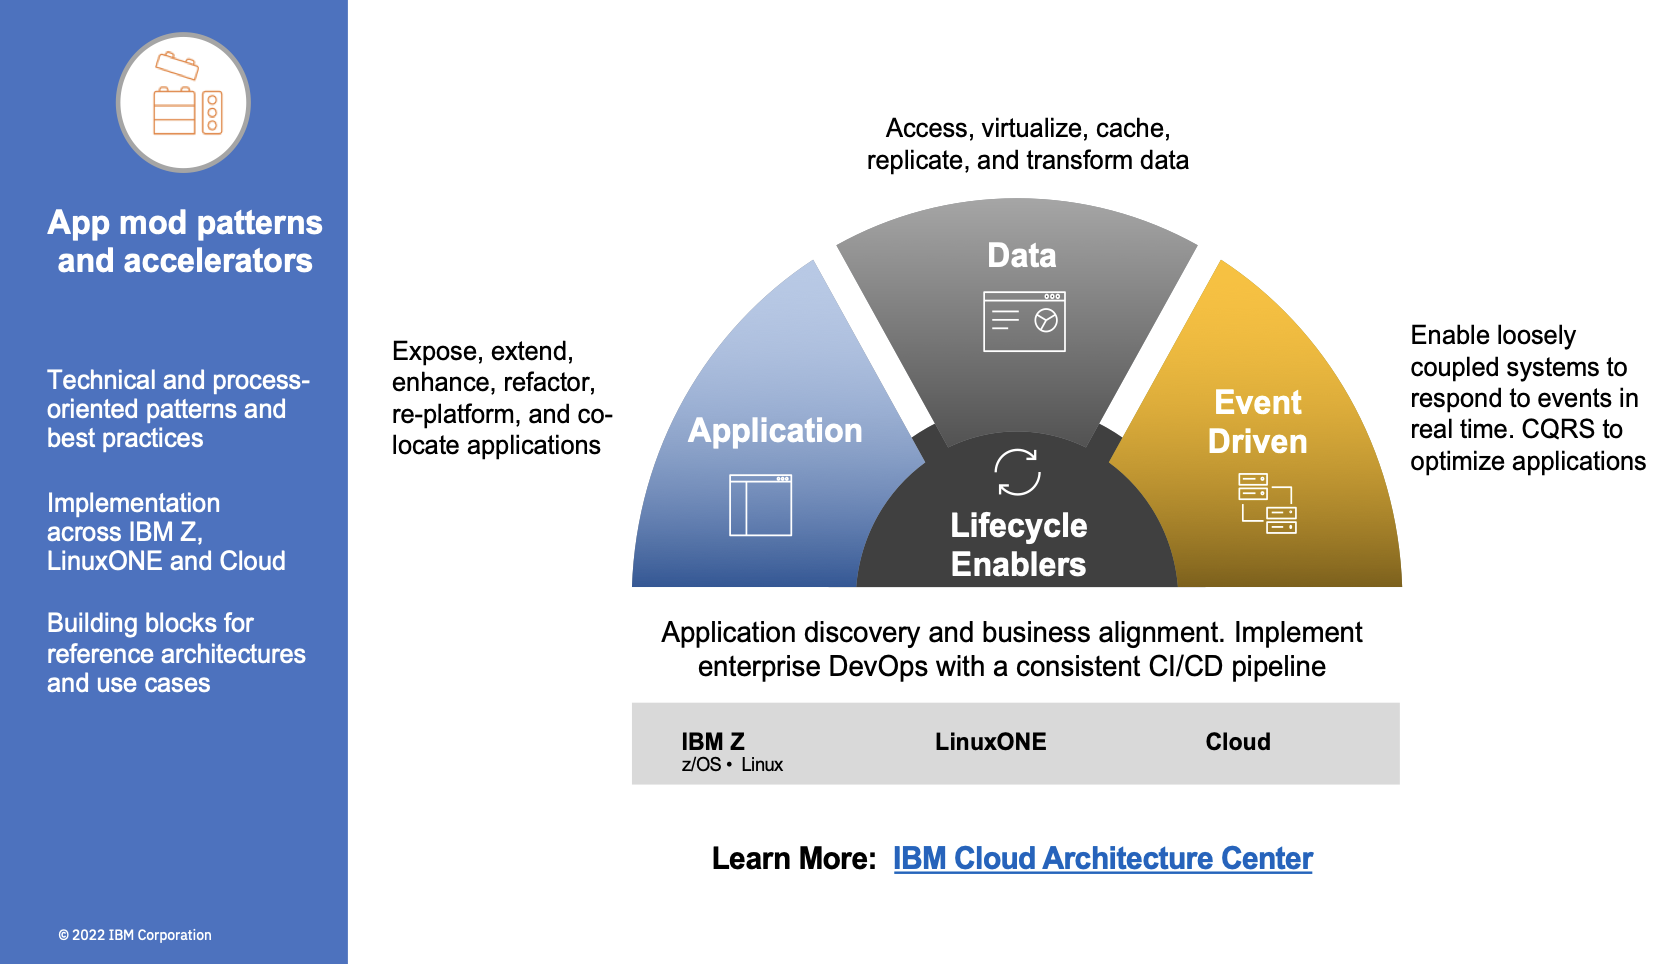 App mod patterns
and accelerators
Technical and process-
oriented patterns and
best practices
Implementation
across IBM Z,
LinuxONE and Cloud
Building blocks for
reference architectures
and use cases
© 2022 IBM Corporation
Access, virtualize, cache,
replicate, and transform data
Data
Expose, extend,
enhance, refactor,
re-platform, and co-
locate applications
Application
Event
Driven
Enable loosely
coupled systems to
respond to events in
real time. CQRS to
optimize applications
Lifecycle
Enablers
Application discovery and business alignment. Implement
enterprise DevOps with a consistent CI/CD pipeline
IBM Z
z/OS • Linux
LinuxONE
Cloud
Learn More: IBM Cloud Architecture Center